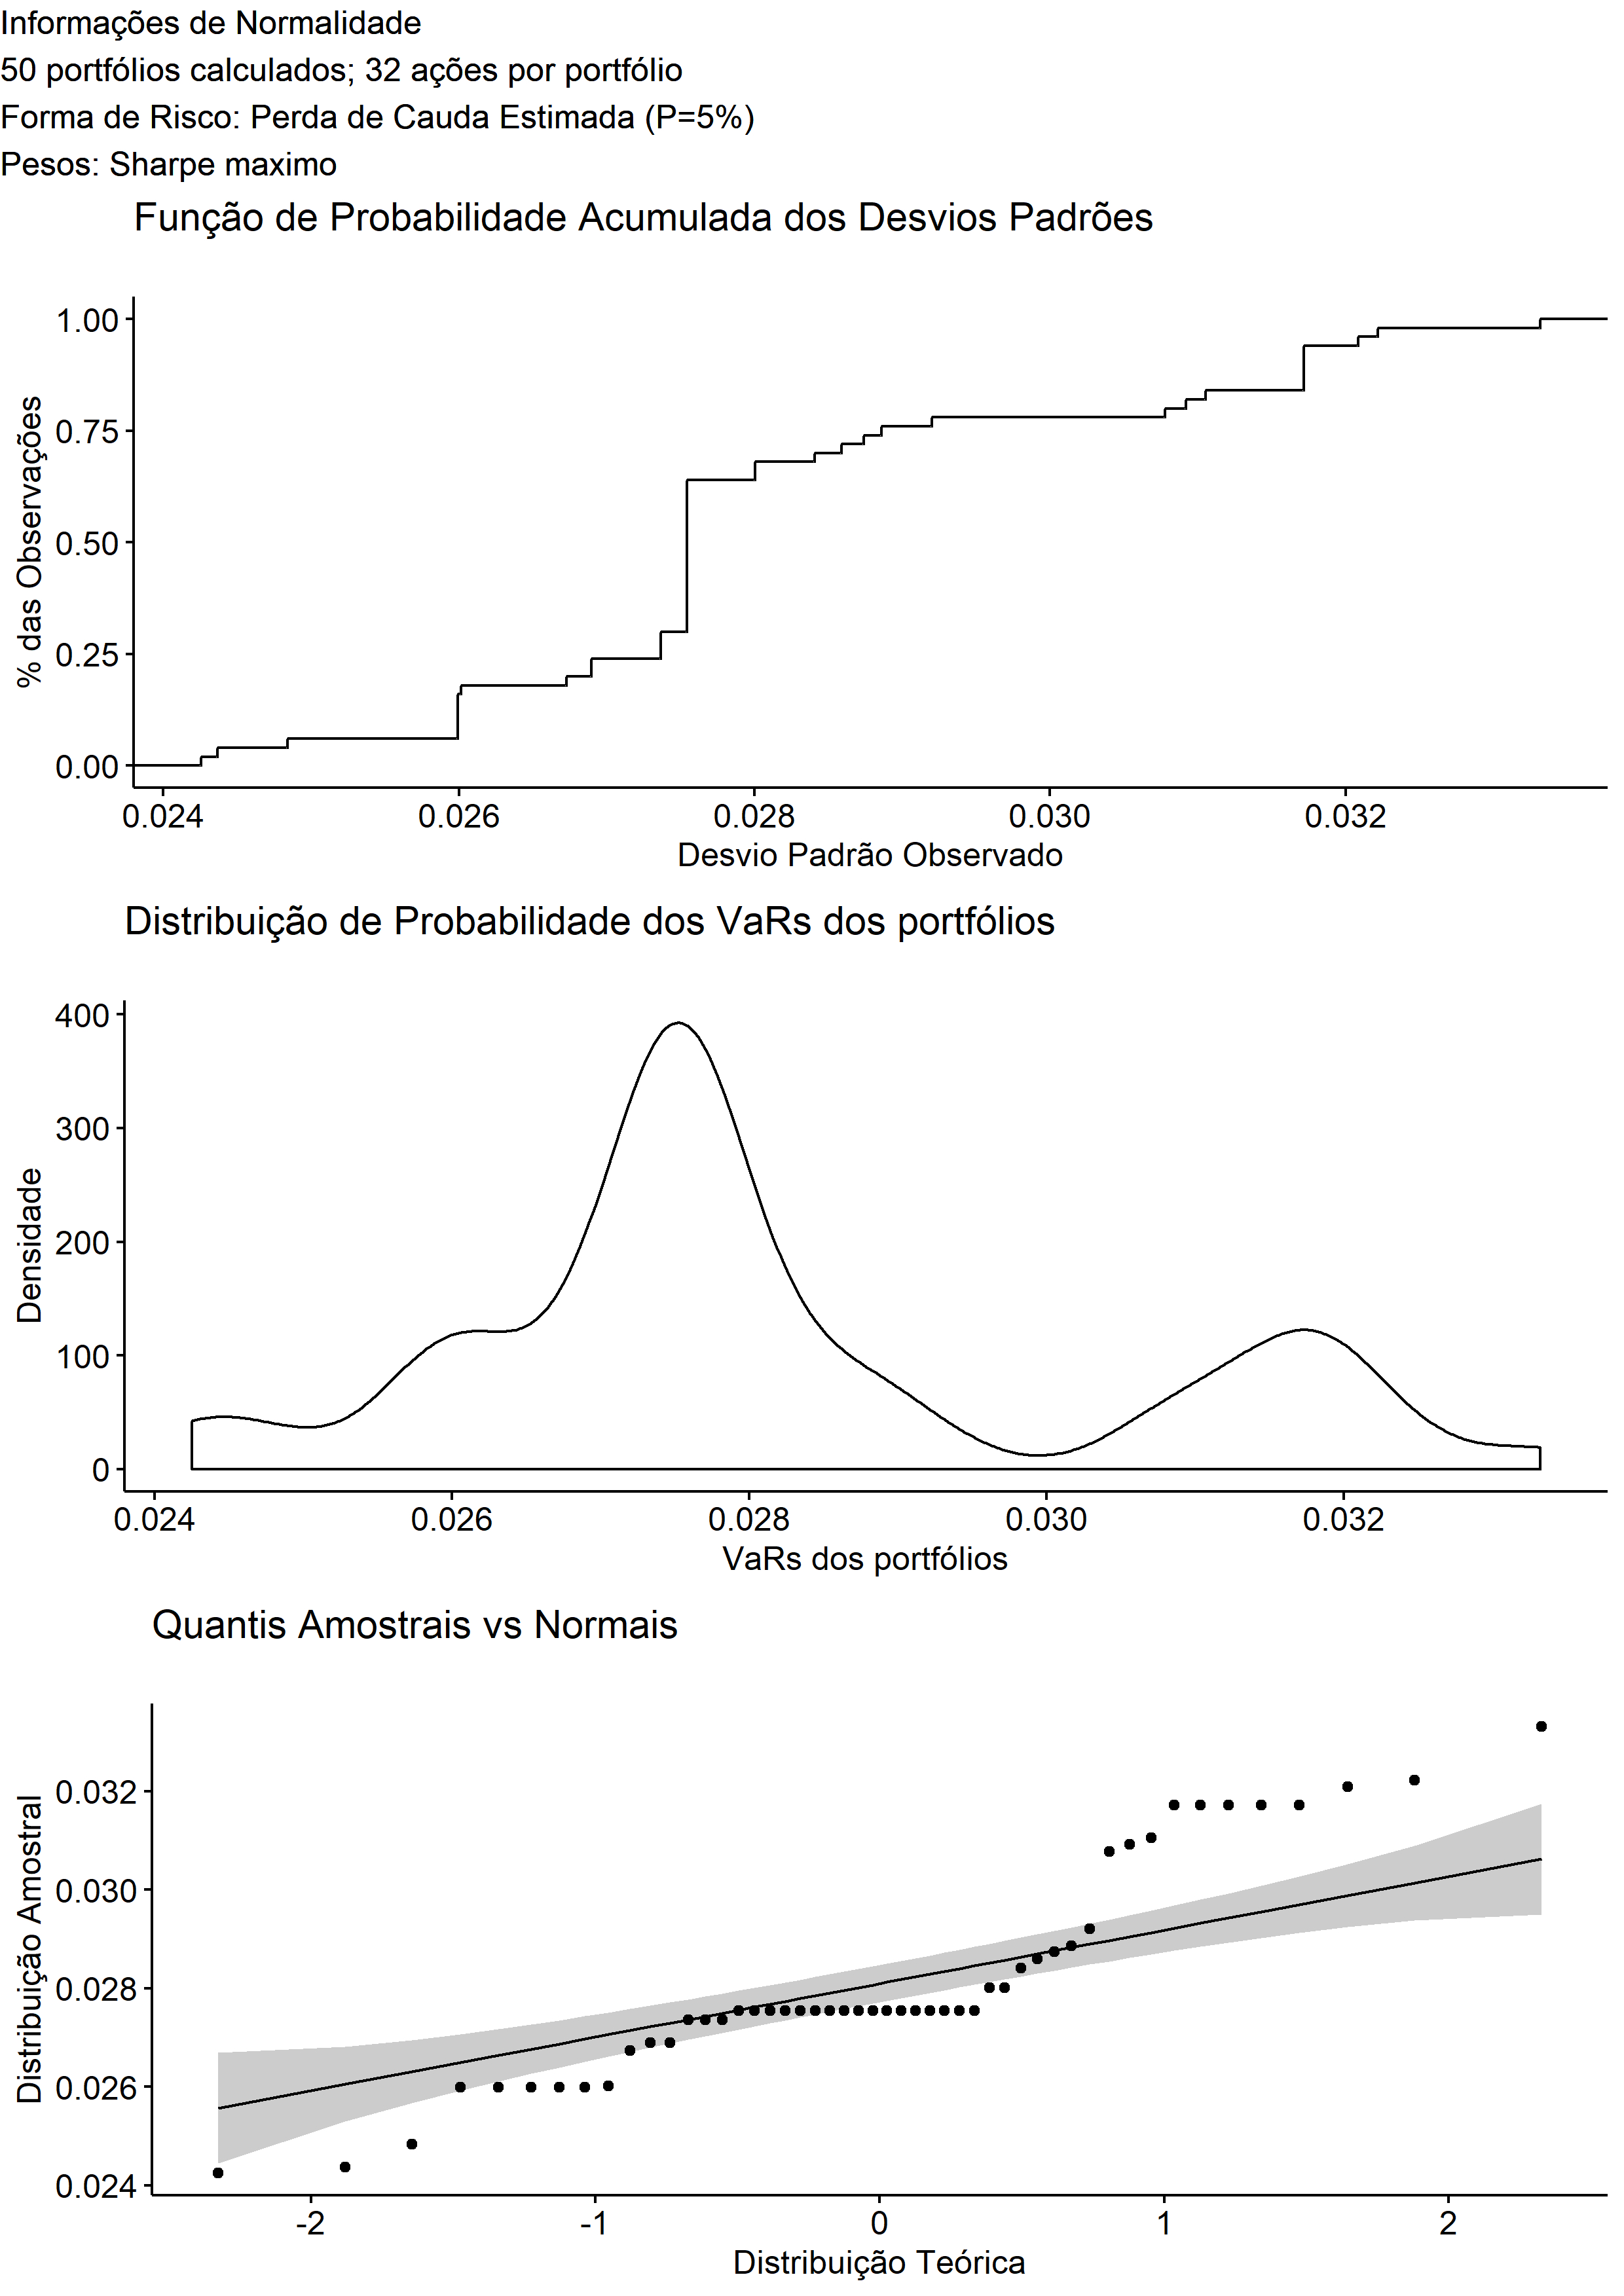 Informações de Normalidade
50 portfólios calculados; 32 ações por portfólio
Forma de Risco: Perda de Cauda Estimada (P=5%)
Pesos: Sharpe maximo
Função de Probabilidade Acumulada dos Desvios Padrões
% das Observações
1.00
0.75
0.50
0.25
0.00
0.024 0.026 0.028 0.030 0.032
Desvio Padrão Observado
Distribuição de Probabilidade dos VaRs dos portfólios
Densidade
400
300
200
100
0
0.024 0.026 0.028 0.030 0.032
VaRs dos portfólios
Quantis Amostrais vs Normais
Distribuição Amostral
0.032
0.030
0.028
0.026
0.024
-2 -1 0 1 2
Distribuição Teórica